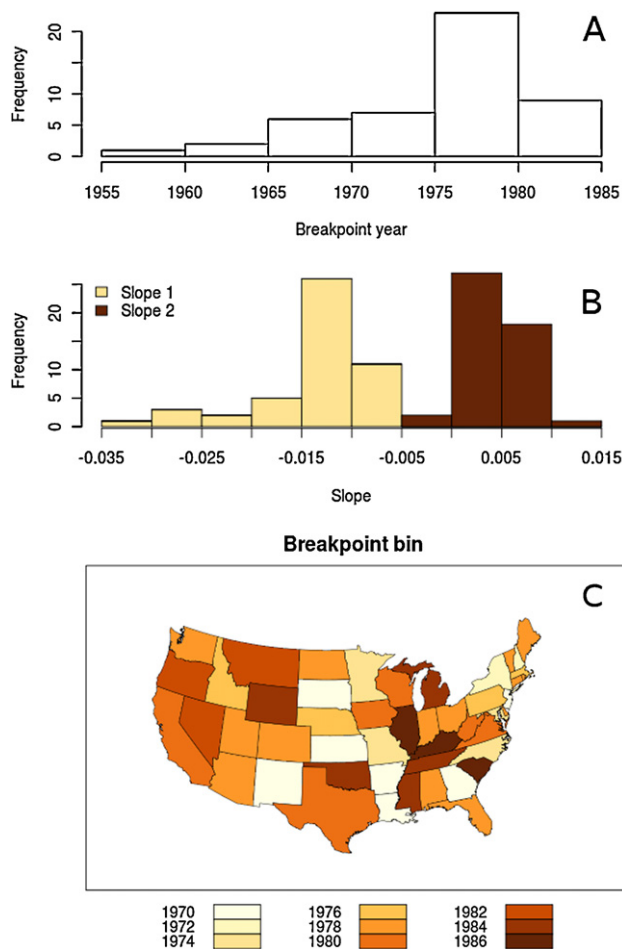 A
Frequency
20
10
5
0
1955 1960 1965 1970 1975 1980 1985
Breakpoint year
B
Slope 1
Slope 2
Frequency
20
10
5
0
-0.035 -0.025 -0.015 -0.005 0.005 0.015
Slope
Breakpoint bin
C
1970 1976 1982
1972 1978 1984
1974 1980 1986